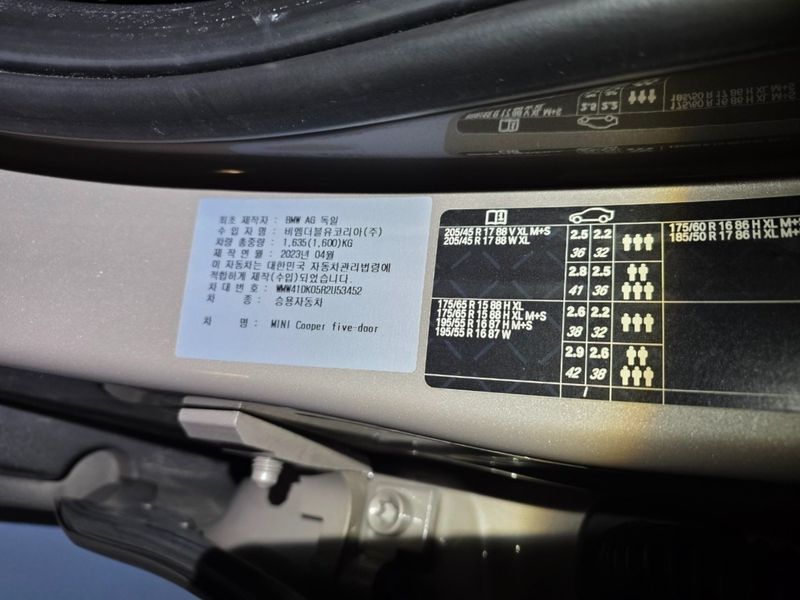 최초 제작자 : BMW AG 독일
수 입 자 명 : 비엠더블유코리아(주)
차량 총중량 : 1,635(1,600)KG
제 작 연 월 : 2023년 04월
이 자동차는 대한민국 자동차관리법령에
적합하게 제작(수입)되었습니다.
차 대 번 호 : WMW41DK05R2U53452
차 종 : 승용자동차
차 명 : MINI Cooper five-door
205/45 R 17 88 V XL M+S
205/45 R 17 88 W XL
2.5 2.2
36 32
2.8 2.5
41 36
175/65 R 15 88 H XL
175/65 R 15 88 H XL M+S
195/55 R 16 87 H M+S
195/55 R 16 87 W
2.6 2.2
38 32
2.9 2.6
42 38
/
175/60 R 16 86 H XL M+S
185/50 R 17 86 H XL M+S